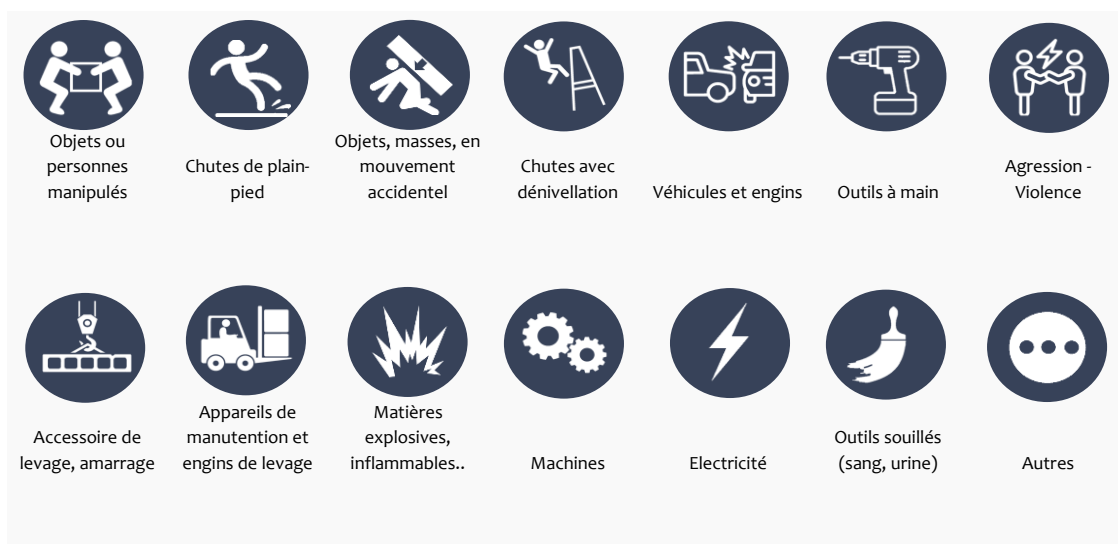 Objets ou
personnes
manipulés
Chutes de plain-
pied
Objets, masses, en
mouvement
accidentel
Chutes avec
dénivellation
Véhicules et engins
Outils à main
Agression -
Violence
Accessoire de
levage, amarrage
Appareils de
manutention et
engins de levage
Matières
explosives,
inflammables..
Machines
Electricité
Outils souillés
(sang, urine)
Autres